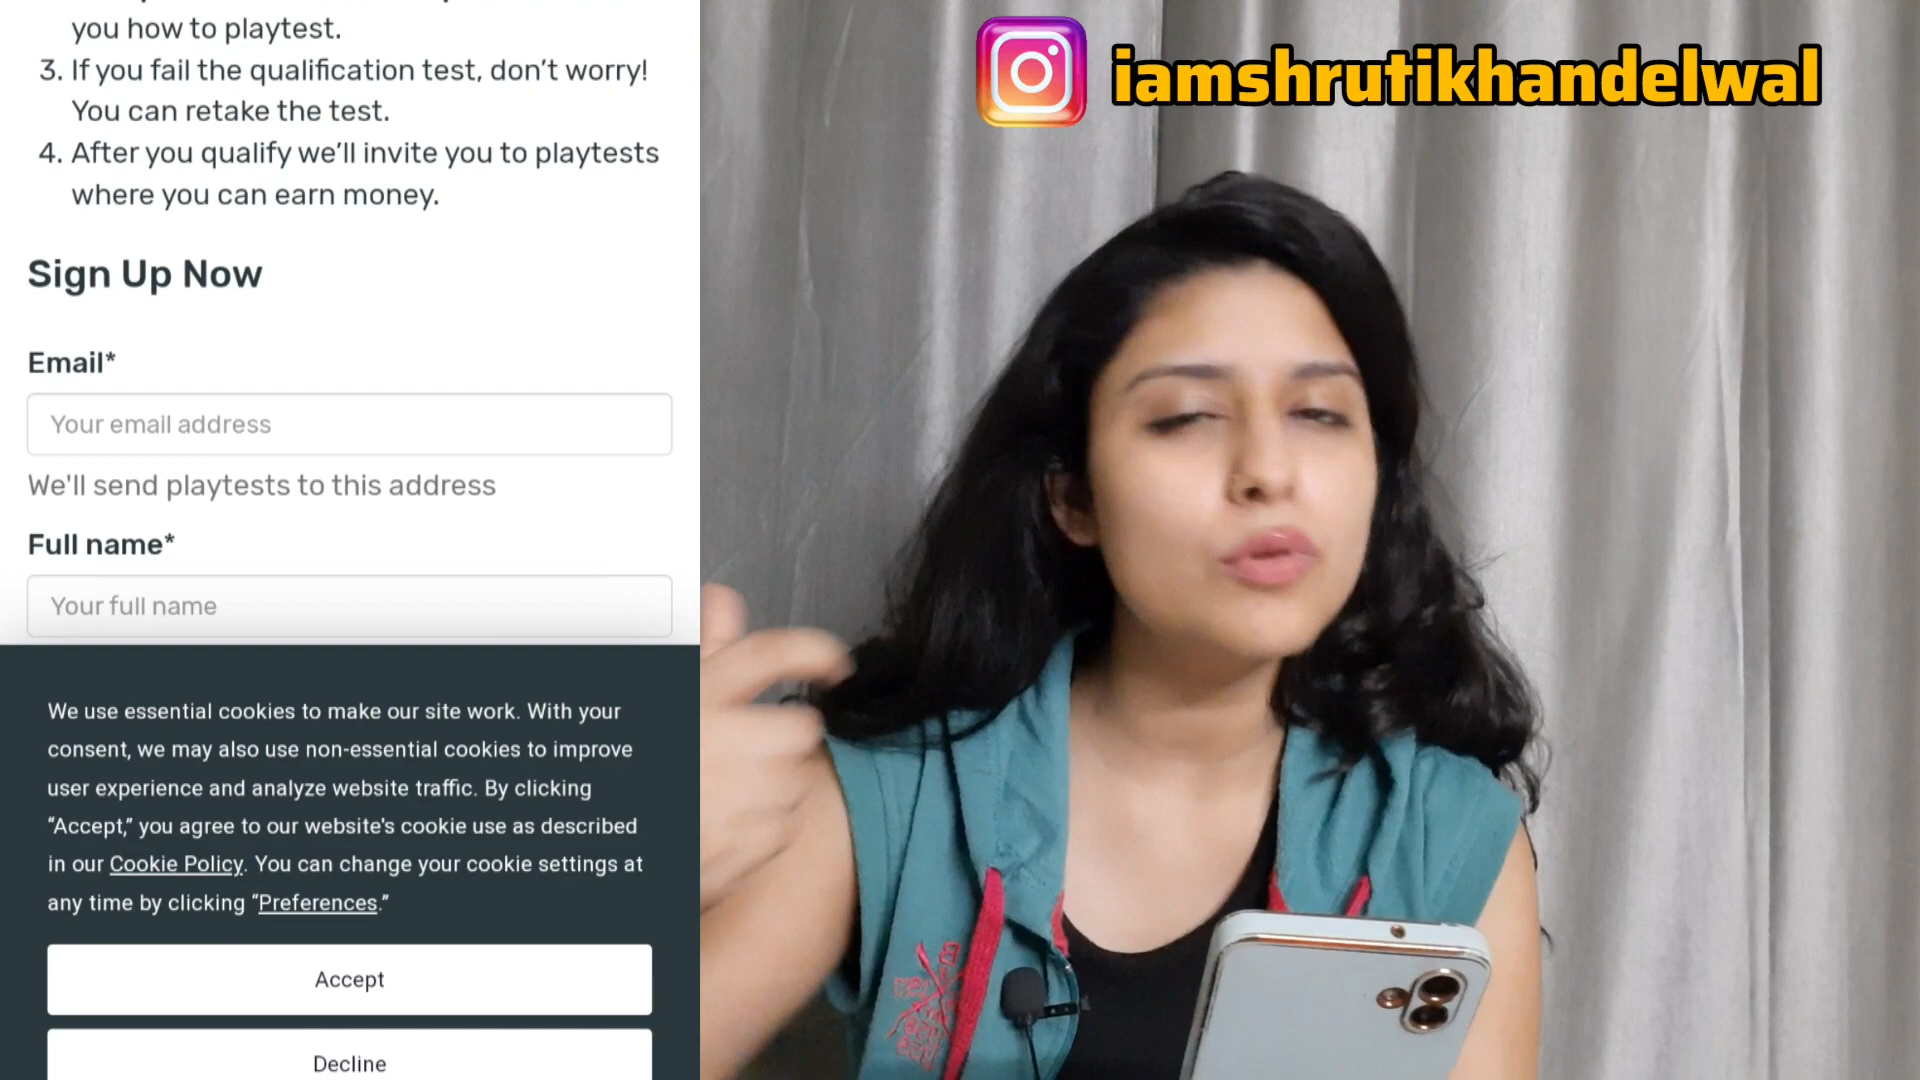 you how to playtest.
3. If you fail the qualification test, don’t worry!
You can retake the test.
4. After you qualify we’ll invite you to playtests
where you can earn money.
Sign Up Now
Email*
Your email address
We'll send playtests to this address
Full name*
Your full name
We use essential cookies to make our site work. With your
consent, we may also use non-essential cookies to improve
user experience and analyze website traffic. By clicking
“Accept,” you agree to our website's cookie use as described
in our Cookie Policy. You can change your cookie settings at
any time by clicking “Preferences.”
Accept
Decline
iamshrutikhandelwal